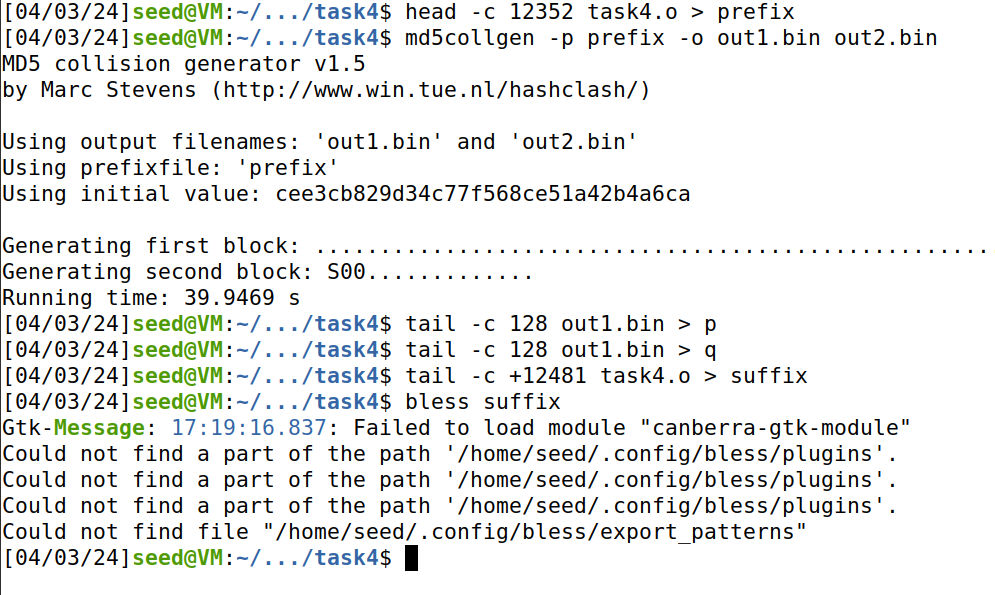 [04/03/24]seed@VM:~/.../task4$ head -c 12352 task4.o > prefix
[04/03/24]seed@VM:~/.../task4$ md5collgen -p prefix -o out1.bin out2.bin
MD5 collision generator v1.5
by Marc Stevens (http://www.win.tue.nl/hashclash/)

Using output filenames: 'out1.bin' and 'out2.bin'
Using prefixfile: 'prefix'
Using initial value: cee3cb829d34c77f568ce51a42b4a6ca

Generating first block: ....................................................
Generating second block: S00.............
Running time: 39.9469 s
[04/03/24]seed@VM:~/.../task4$ tail -c 128 out1.bin > p
[04/03/24]seed@VM:~/.../task4$ tail -c 128 out1.bin > q
[04/03/24]seed@VM:~/.../task4$ tail -c +12481 task4.o > suffix
[04/03/24]seed@VM:~/.../task4$ bless suffix
Gtk-Message: 17:19:16.837: Failed to load module "canberra-gtk-module"
Could not find a part of the path '/home/seed/.config/bless/plugins'.
Could not find a part of the path '/home/seed/.config/bless/plugins'.
Could not find a part of the path '/home/seed/.config/bless/plugins'.
Could not find file "/home/seed/.config/bless/export_patterns"
[04/03/24]seed@VM:~/.../task4$